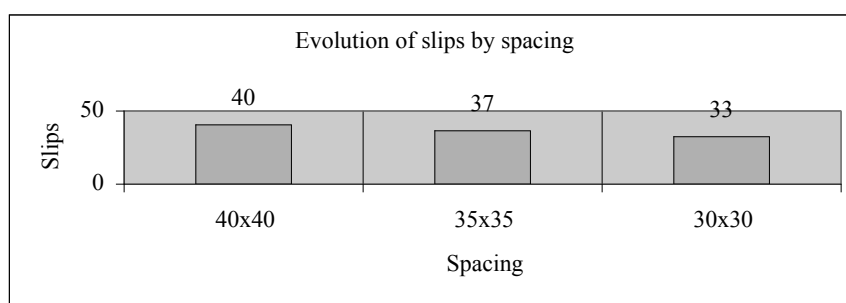 Evolution of slips by spacing
40
37
33
50
Slips
0
40x40
35x35
30x30
Spacing